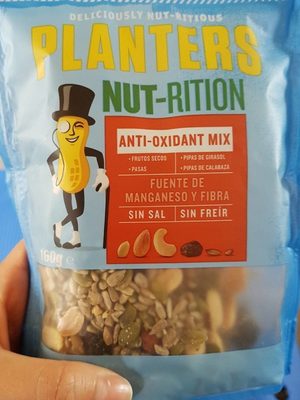 DELICIOUSLY NUT-RITIOUS
PLANTERS
NUT-RITION
ANTI-OXIDANT MIX
• FRUTOS SECOS
• PASAS
• PIPAS DE GIRASOL
• PIPAS DE CALABAZA
FUENTE DE
MANGANESO Y FIBRA
SIN SAL | SIN FREÍR
160g e